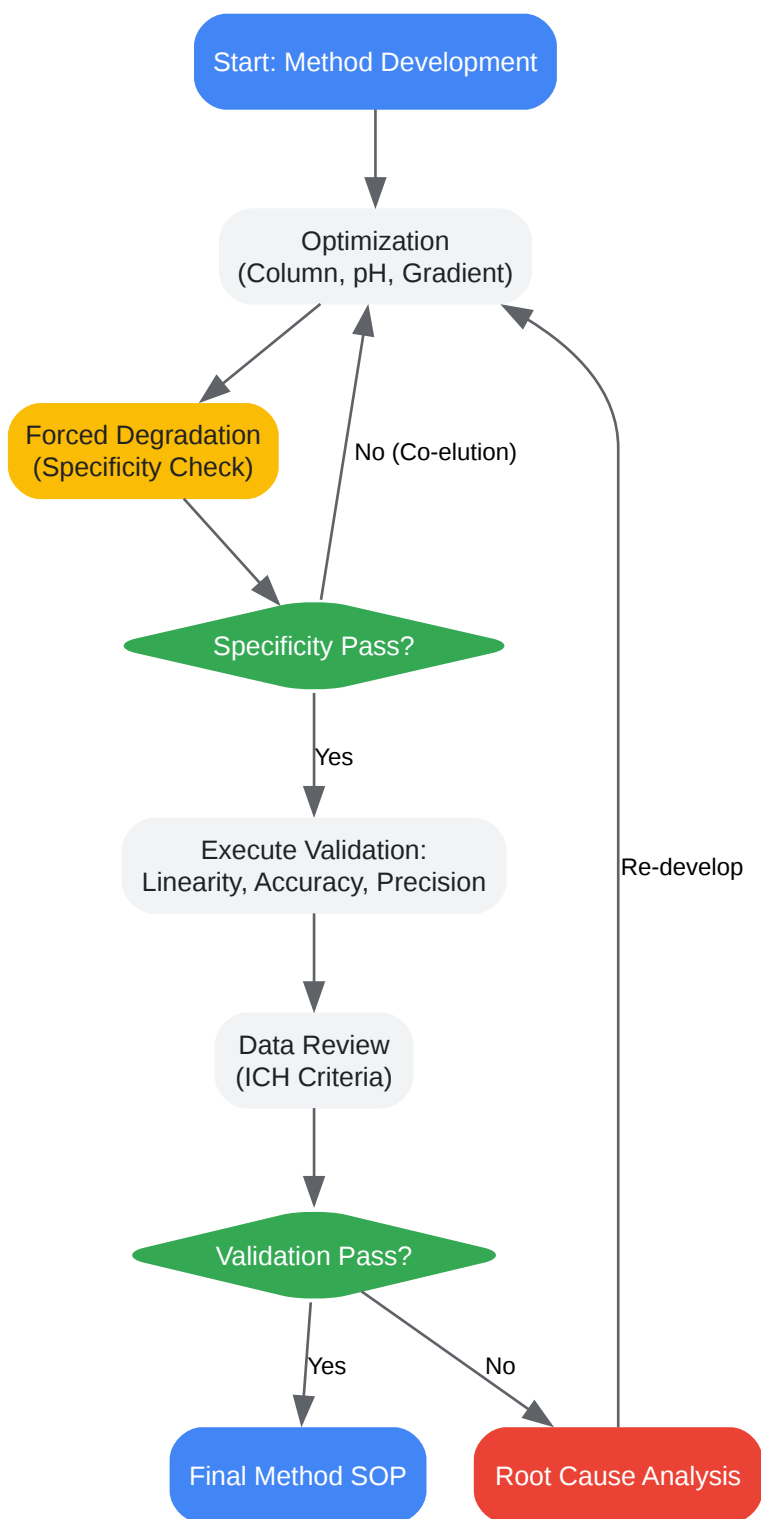 Start: Method Development
Optimization
(Column, pH, Gradient)
Forced Degradation
(Specificity Check)
No (Co-elution)
Specificity Pass?
Yes
Execute Validation:
Linearity, Accuracy, Precision
Re-develop
Data Review
(ICH Criteria)
Validation Pass?
Yes
No
Final Method SOP
Root Cause Analysis